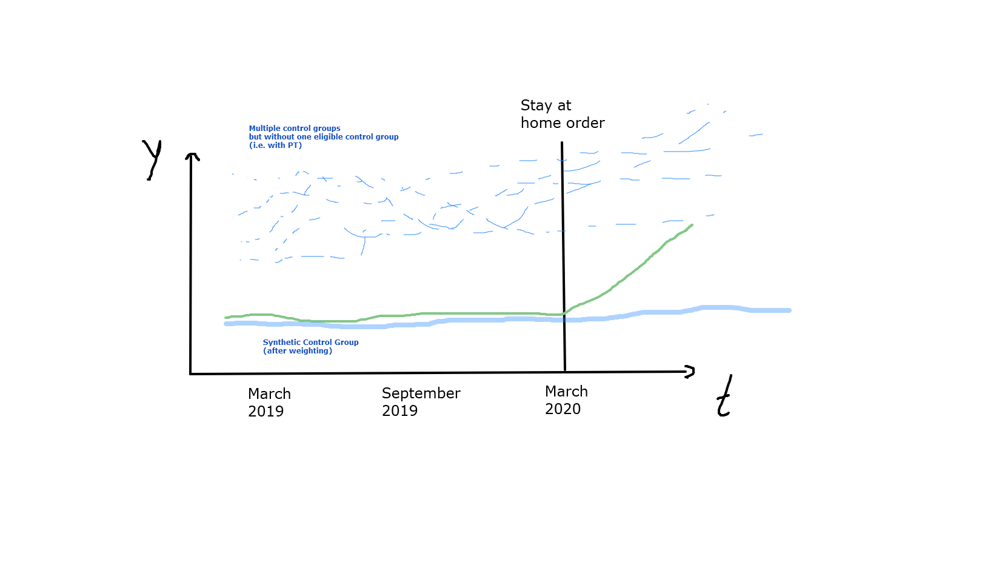 Stay at
home order
Multiple control groups
but without one eligible control group
(i.e. with PT)
y
Synthetic Control Group
(after weighting)
March
2019
September
2019
March
2020
t